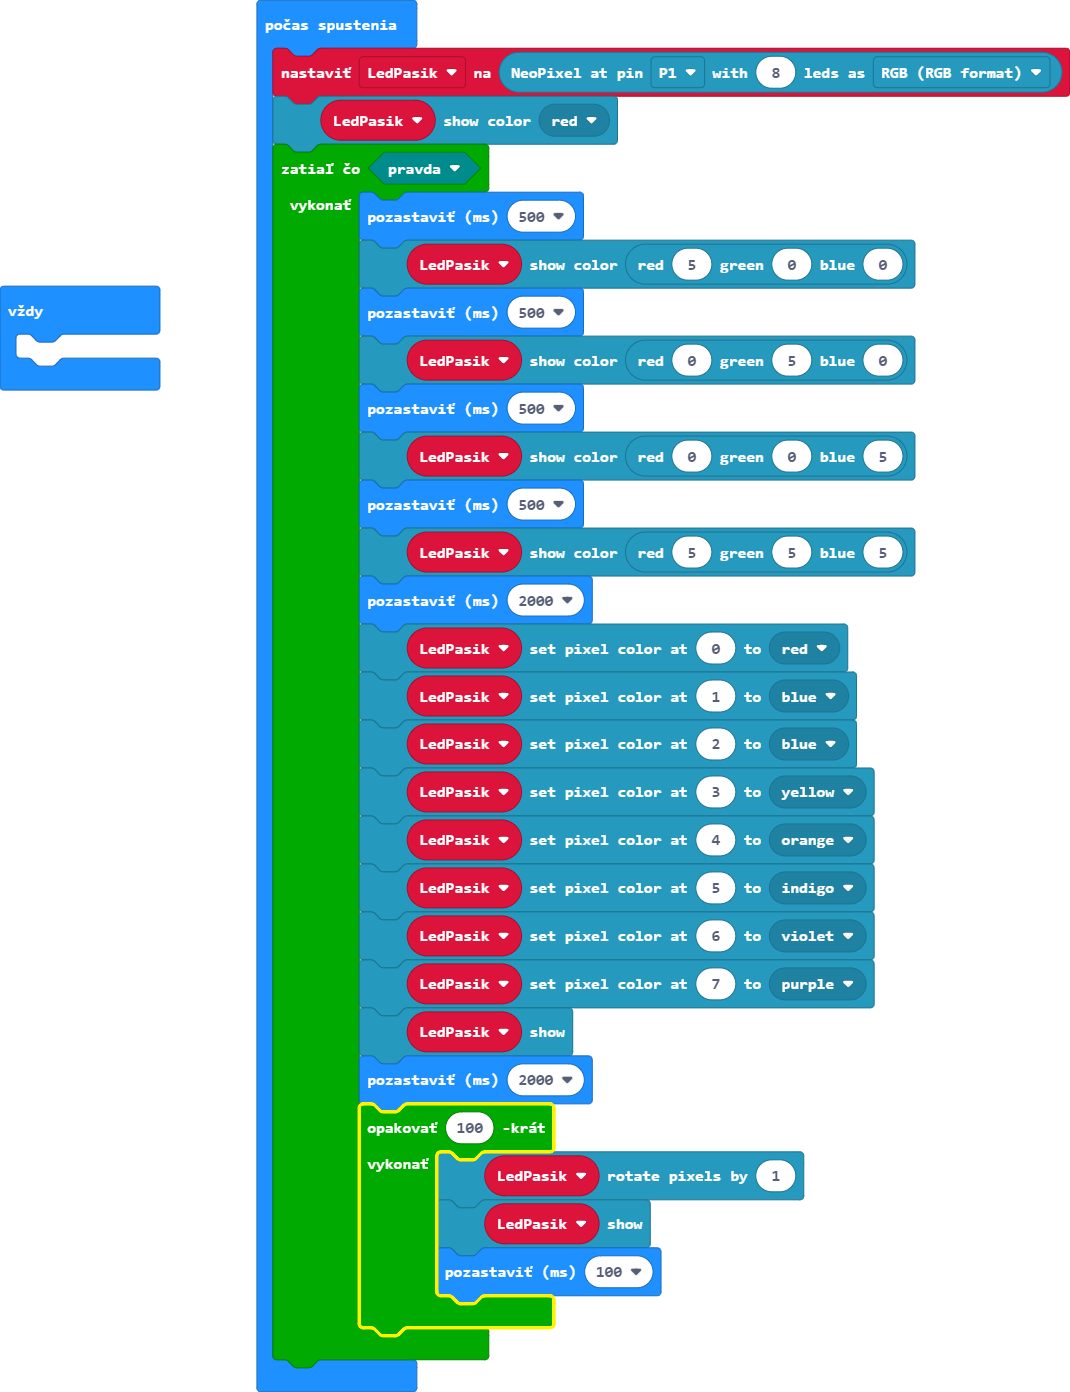 počas spustenia
nastaviť LedPasik na NeoPixel at pin P1 with 8 leds as RGB (RGB format)
LedPasik show color red
zatiaľ čo pravda
vykonať pozastaviť (ms) 500
LedPasik show color red 5 green 0 blue 0
vždy
pozastaviť (ms) 500
LedPasik show color red 0 green 5 blue 0
pozastaviť (ms) 500
LedPasik show color red 0 green 0 blue 5
pozastaviť (ms) 500
LedPasik show color red 5 green 5 blue 5
pozastaviť (ms) 2000
LedPasik set pixel color at 0 to red
LedPasik set pixel color at 1 to blue
LedPasik set pixel color at 2 to blue
LedPasik set pixel color at 3 to yellow
LedPasik set pixel color at 4 to orange
LedPasik set pixel color at 5 to indigo
LedPasik set pixel color at 6 to violet
LedPasik set pixel color at 7 to purple
LedPasik show
pozastaviť (ms) 2000
opakovať 100 -krát
vykonať LedPasik rotate pixels by 1
LedPasik show
pozastaviť (ms) 100